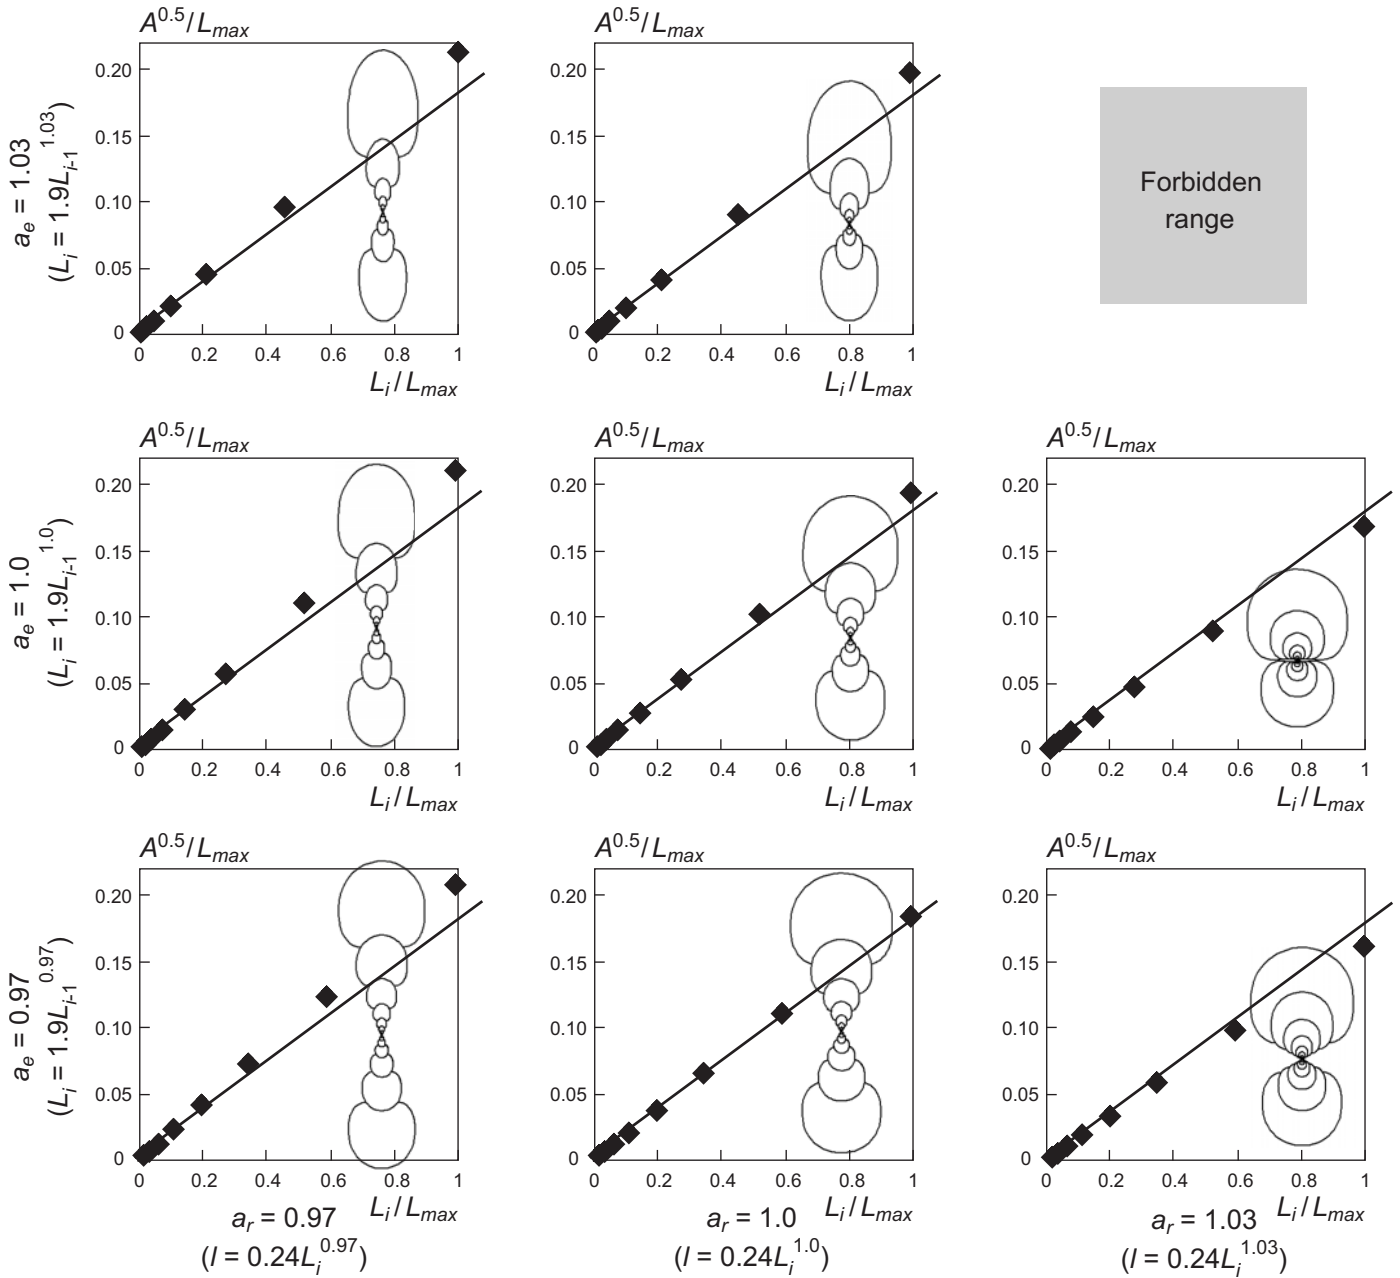 A^0.5/L_max
A^0.5/L_max
a_e = 1.03
(L_i = 1.9L_i-1^1.03)
0.20
0.15
0.10
0.05
0
0 0.2 0.4 0.6 0.8 1
L_i / L_max
0.20
0.15
0.10
0.05
0
0 0.2 0.4 0.6 0.8 1
L_i / L_max
Forbidden
range
A^0.5/L_max
A^0.5/L_max
A^0.5/L_max
a_e = 1.0
(L_i = 1.9L_i-1^1.0)
0.20
0.15
0.10
0.05
0
0 0.2 0.4 0.6 0.8 1
L_i / L_max
0.20
0.15
0.10
0.05
0
0 0.2 0.4 0.6 0.8 1
L_i / L_max
0.20
0.15
0.10
0.05
0
0 0.2 0.4 0.6 0.8 1
L_i / L_max
A^0.5/L_max
A^0.5/L_max
A^0.5/L_max
a_e = 0.97
(L_i = 1.9L_i-1^0.97)
0.20
0.15
0.10
0.05
0
0 0.2 0.4 0.6 0.8 1
L_i / L_max
0.20
0.15
0.10
0.05
0
0 0.2 0.4 0.6 0.8 1
L_i / L_max
0.20
0.15
0.10
0.05
0
0 0.2 0.4 0.6 0.8 1
L_i / L_max
a_r = 0.97
(l = 0.24L_i^0.97)
a_r = 1.0
(l = 0.24L_i^1.0)
a_r = 1.03
(l = 0.24L_i^1.03)